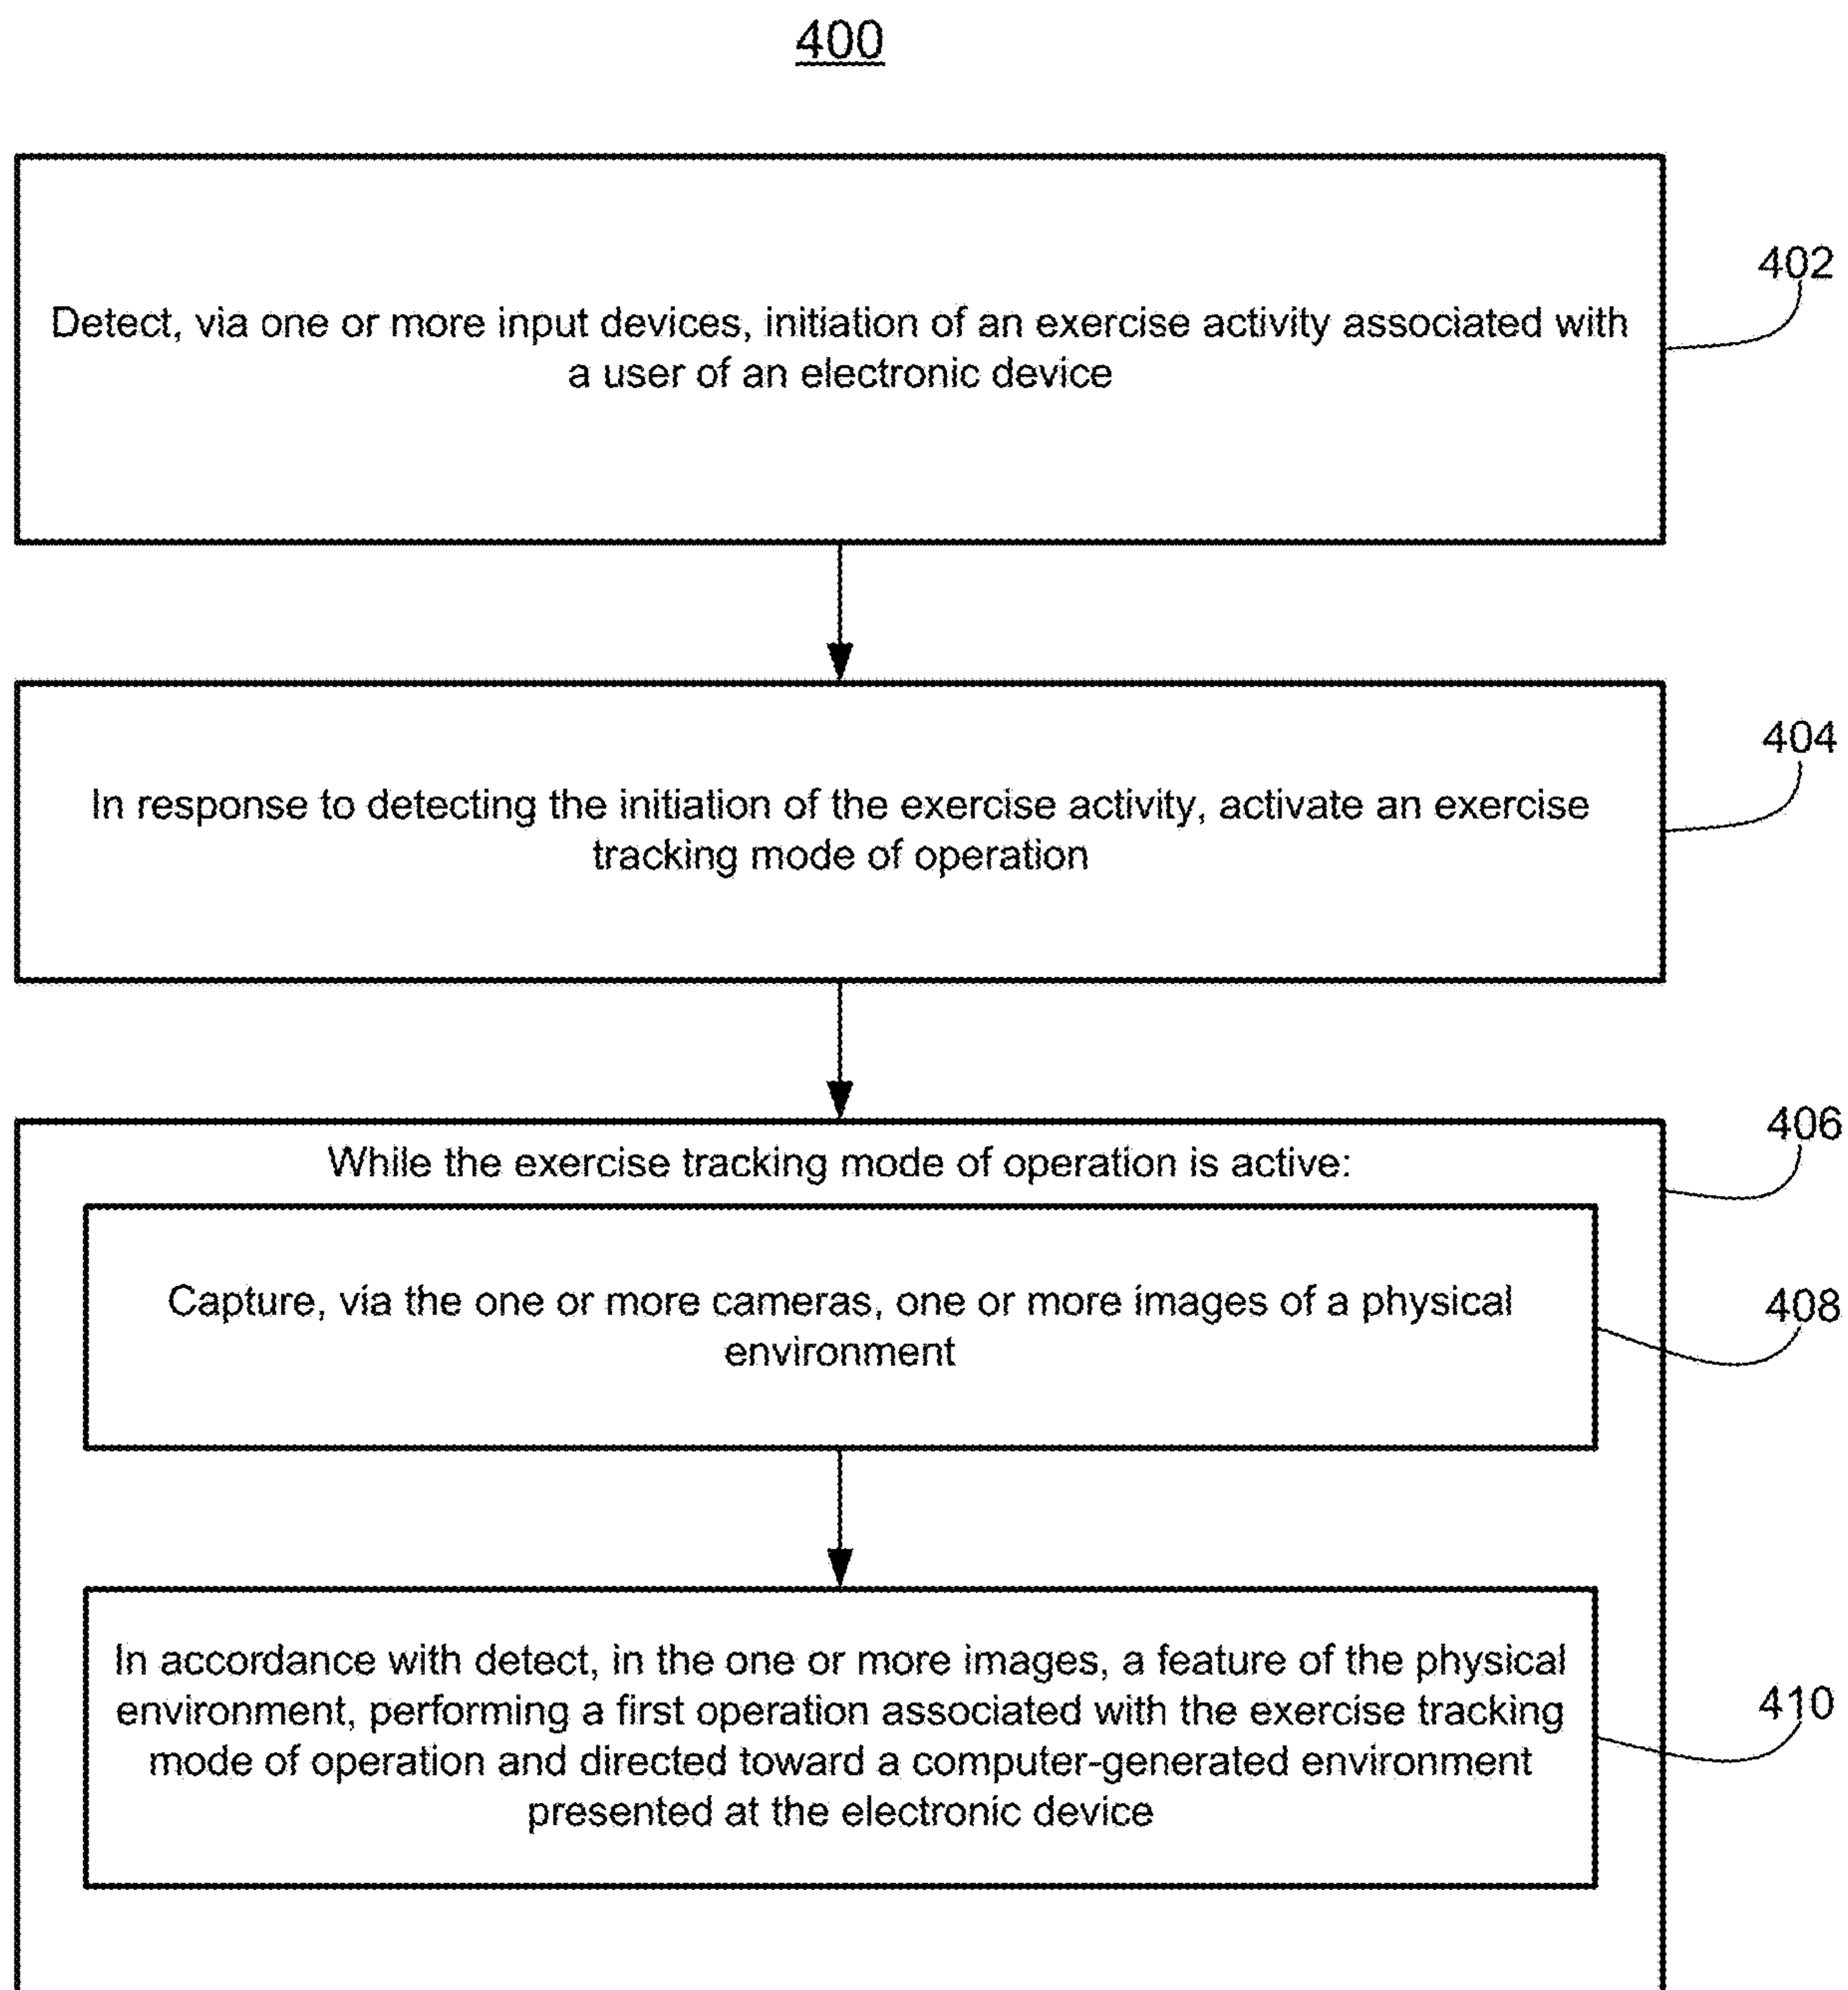 400
Detect, via one or more input devices, initiation of an exercise activity associated with
a user of an electronic device
402
In response to detecting the initiation of the exercise activity, activate an exercise
tracking mode of operation
404
While the exercise tracking mode of operation is active:
406
Capture, via the one or more cameras, one or more images of a physical
environment
408
In accordance with detect, in the one or more images, a feature of the physical
environment, performing a first operation associated with the exercise tracking
mode of operation and directed toward a computer-generated environment
presented at the electronic device
410